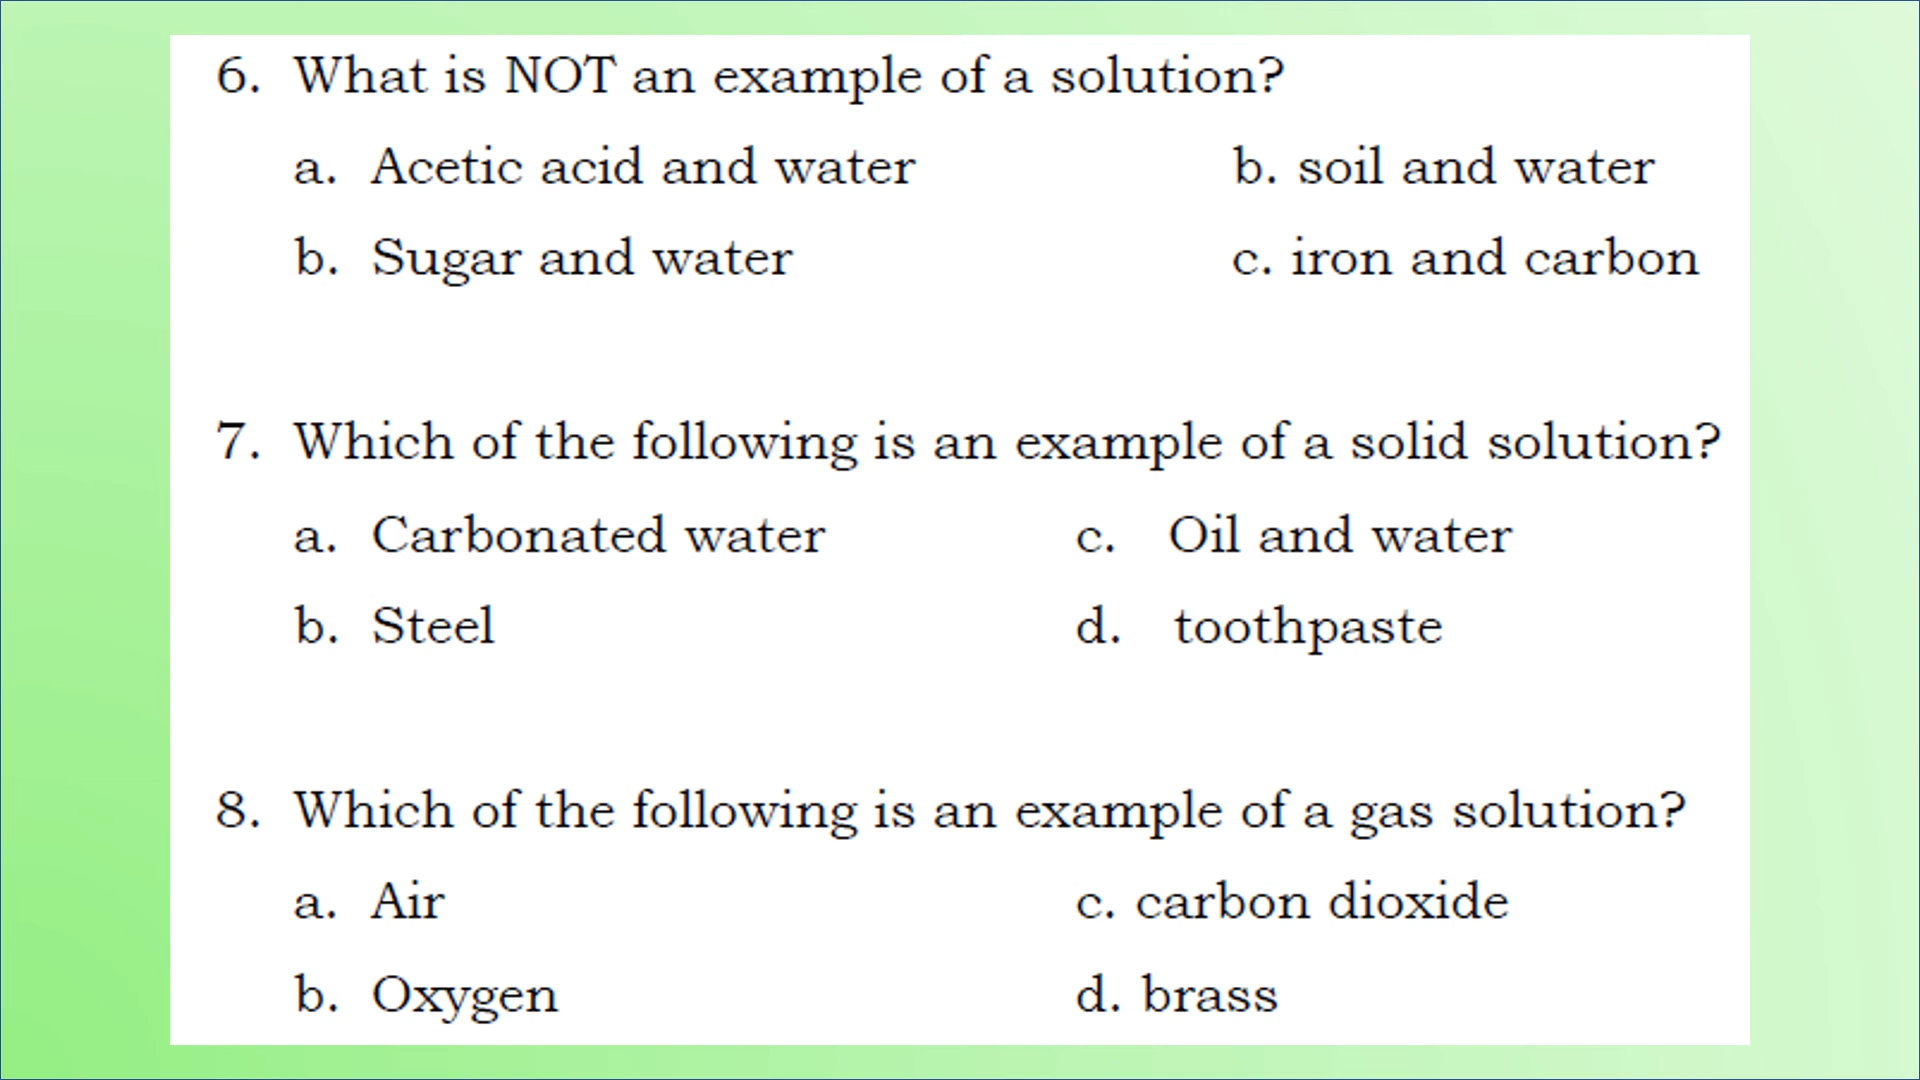 6. What is NOT an example of a solution?
a. Acetic acid and water b. soil and water
b. Sugar and water c. iron and carbon
7. Which of the following is an example of a solid solution?
a. Carbonated water c. Oil and water
b. Steel d. toothpaste
8. Which of the following is an example of a gas solution?
a. Air c. carbon dioxide
b. Oxygen d. brass